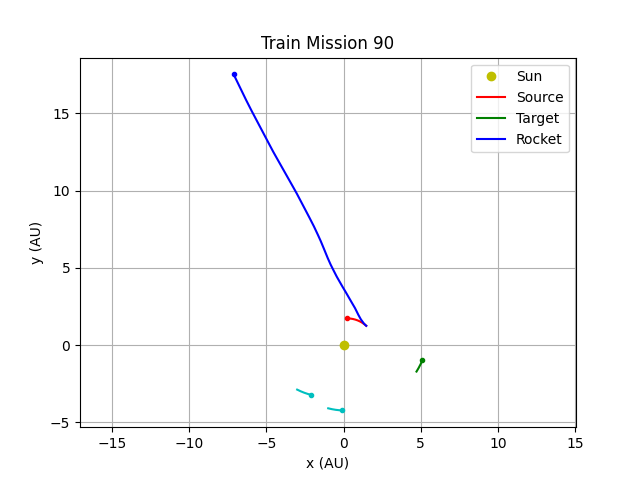 Train Mission 90
Sun
Source
Target
Rocket
y (AU)
15
10
5
0
−5
−15
−10
−5
0
5
10
15
x (AU)